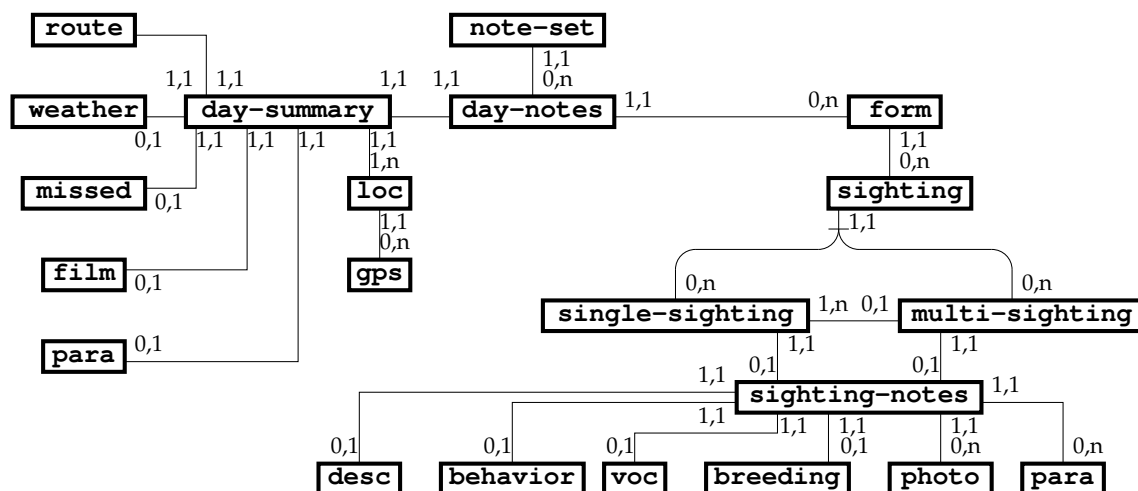 route note-set
1,1 1,1 1,1 1,1 1,1
0,n
weather day-summary day-notes 1,1 0,n form
0,1 1,1 1,1 1,1 1,1 1,1
1,n 0,n
missed 0,1 loc sighting
1,1 1,1
0,n
film 0,1 gps 0,n 0,n
single-sighting 1,n 0,1 multi-sighting
para 0,1 1,1 1,1
0,1 0,1
1,1 sighting-notes 1,1
1,1 1,1 1,1 1,1
0,1 0,1 0,1 0,1 0,n 0,n
desc behavior voc breeding photo para